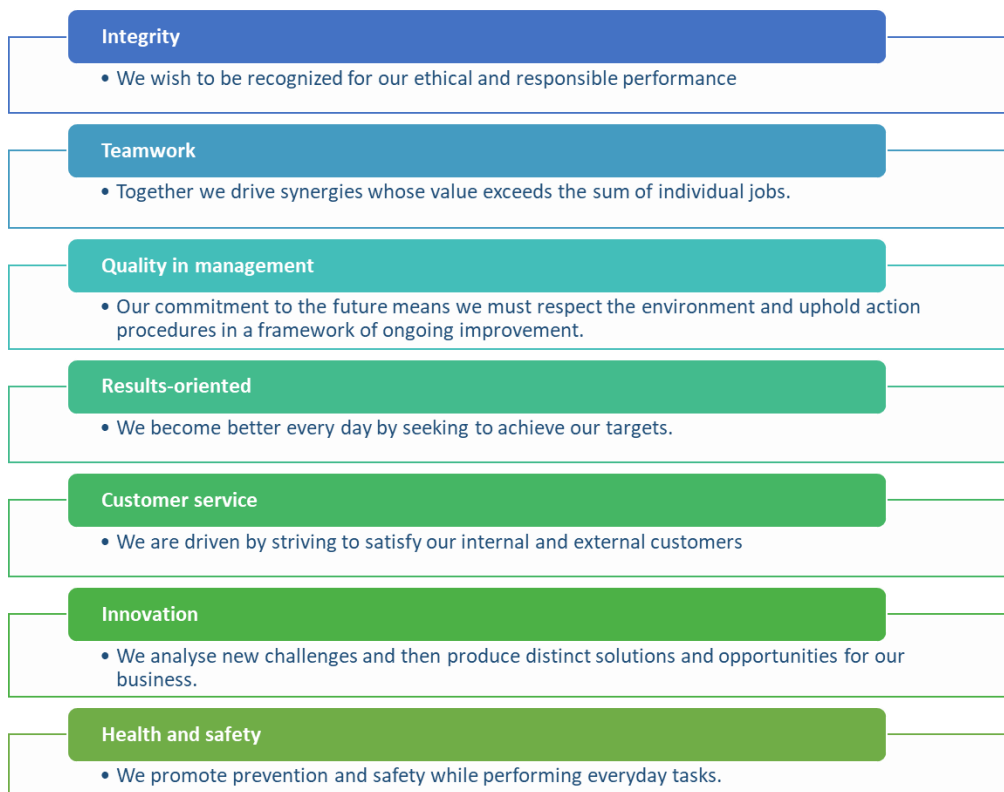 Integrity
• We wish to be recognized for our ethical and responsible performance
Teamwork
• Together we drive synergies whose value exceeds the sum of individual jobs.
Quality in management
• Our commitment to the future means we must respect the environment and uphold action
procedures in a framework of ongoing improvement.
Results-oriented
• We become better every day by seeking to achieve our targets.
Customer service
• We are driven by striving to satisfy our internal and external customers
Innovation
• We analyse new challenges and then produce distinct solutions and opportunities for our
business.
Health and safety
• We promote prevention and safety while performing everyday tasks.